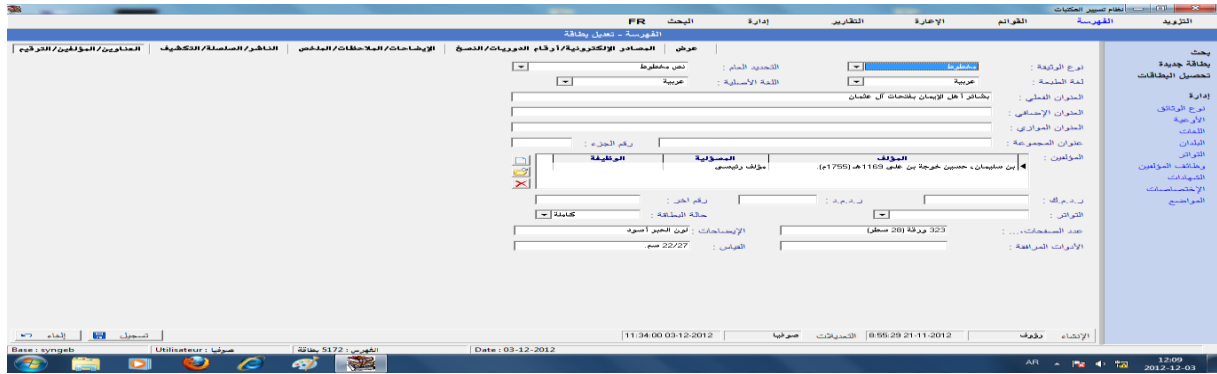 نظام تسيير المكتبات
التزويد الفهرسة القوائم الإعارة التقارير إدارة البحث FR
الفهرسة - تعديل بطاقة
عرض المصادر الإلكترونية/أرقام الدوريات/النسخ الإيضاحات/الملاحظات/الملخص الناشر/السلسلة/التكشيف العناوين/المؤلفين/الترقيم
بحث
بطاقة جديدة
تحصيل البطاقات
إدارة
نوع الوثائق
الأوعية
اللغات
البلدان
التواتر
وظائف المؤلفين
الشهادات
الإختصاصات
المواضيع
نوع الوثيقة : مخطوط التحديد العام : نص مخطوط
لغة الطبعة : عربية اللغة الأصلية : عربية
العنوان الفعلي : بشائر أهل الإيمان بفتحات آل عثمان
العنوان الإضافي :
العنوان الموازي :
عنوان المجموعة : رقم الجزء :
المؤلفين : المؤلف المسؤلية الوظيفة
بن سليمان، حسين خوجة بن على 1169هـ (1755م). مؤلف رئيسي
ر.د.م.ك : ر.د.م.د : رقم آخر :
التواتر : حالة البطاقة : كاملة
عدد الصفحات،... : 323 ورقة (28 سطر) الإيضاحات : لون الحبر أسود
الأدوات المرافقة : القياس : 22/27 سم.
الإنشاء رؤوف 8:55:29 21-11-2012 التعديلات صوفيا 11:34:00 03-12-2012 تسجيل إلغاء
Base : syngeb Utilisateur : صوفيا الفهرس : 5172 بطاقة Date : 03-12-2012
AR 12:09
2012-12-03